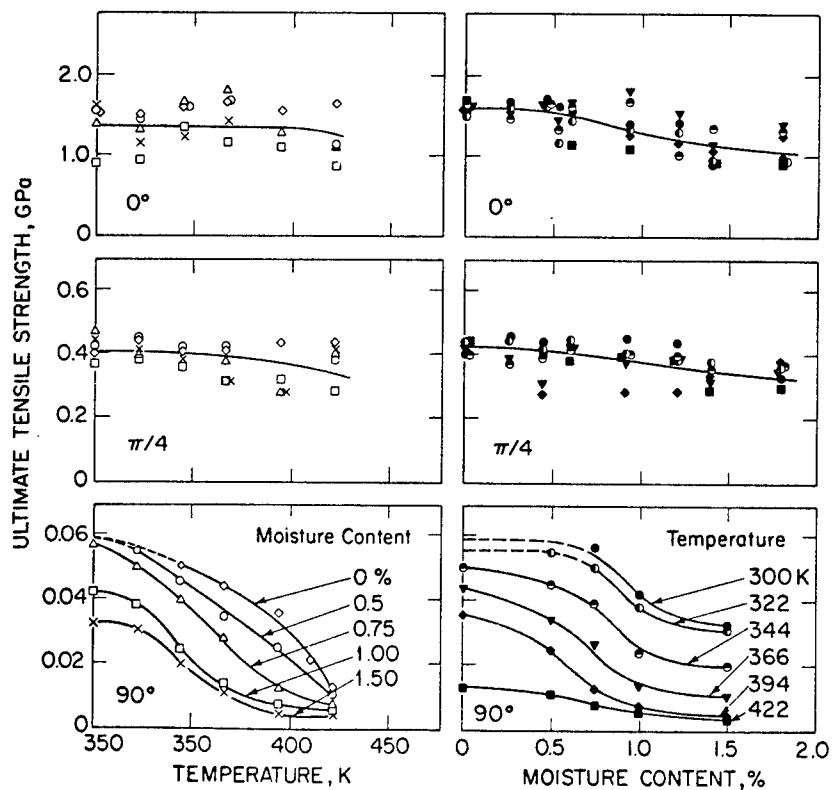 ULTIMATE TENSILE STRENGTH, GPa
2.0
1.0
0
0°
0°
0.6
0.4
0.2
0
π/4
π/4
0.06
0.04
0.02
0
Moisture Content
0 %
0.5
0.75
1.00
1.50
90°
350 350 400 450
TEMPERATURE, K
Temperature
300 K
322
344
366
394
422
90°
0 0.5 1.0 1.5 2.0
MOISTURE CONTENT, %